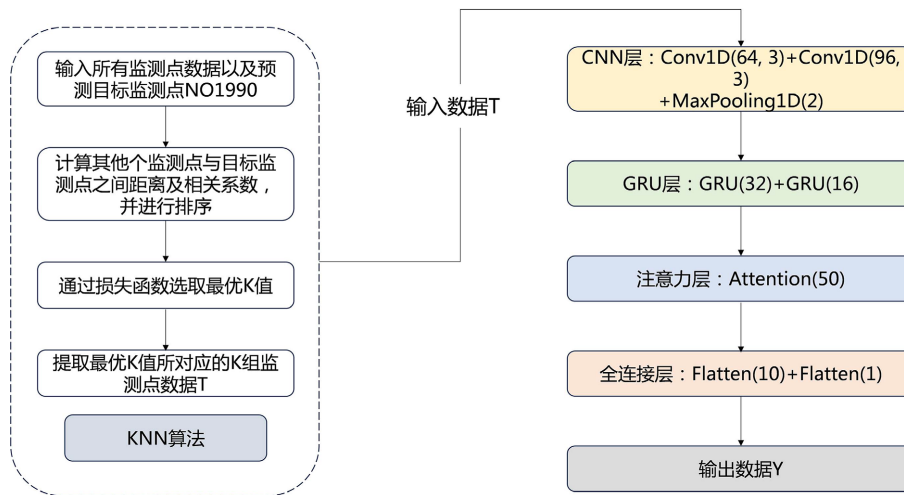 输入所有监测点数据以及预
测目标监测点NO1990
计算其他个监测点与目标监
测点之间距离及相关系数，
并进行排序
通过损失函数选取最优K值
提取最优K值所对应的K组监
测点数据T
KNN算法
输入数据T
CNN层：Conv1D(64, 3)+Conv1D(96,
3)
+MaxPooling1D(2)
GRU层：GRU(32)+GRU(16)
注意力层：Attention(50)
全连接层：Flatten(10)+Flatten(1)
输出数据Y